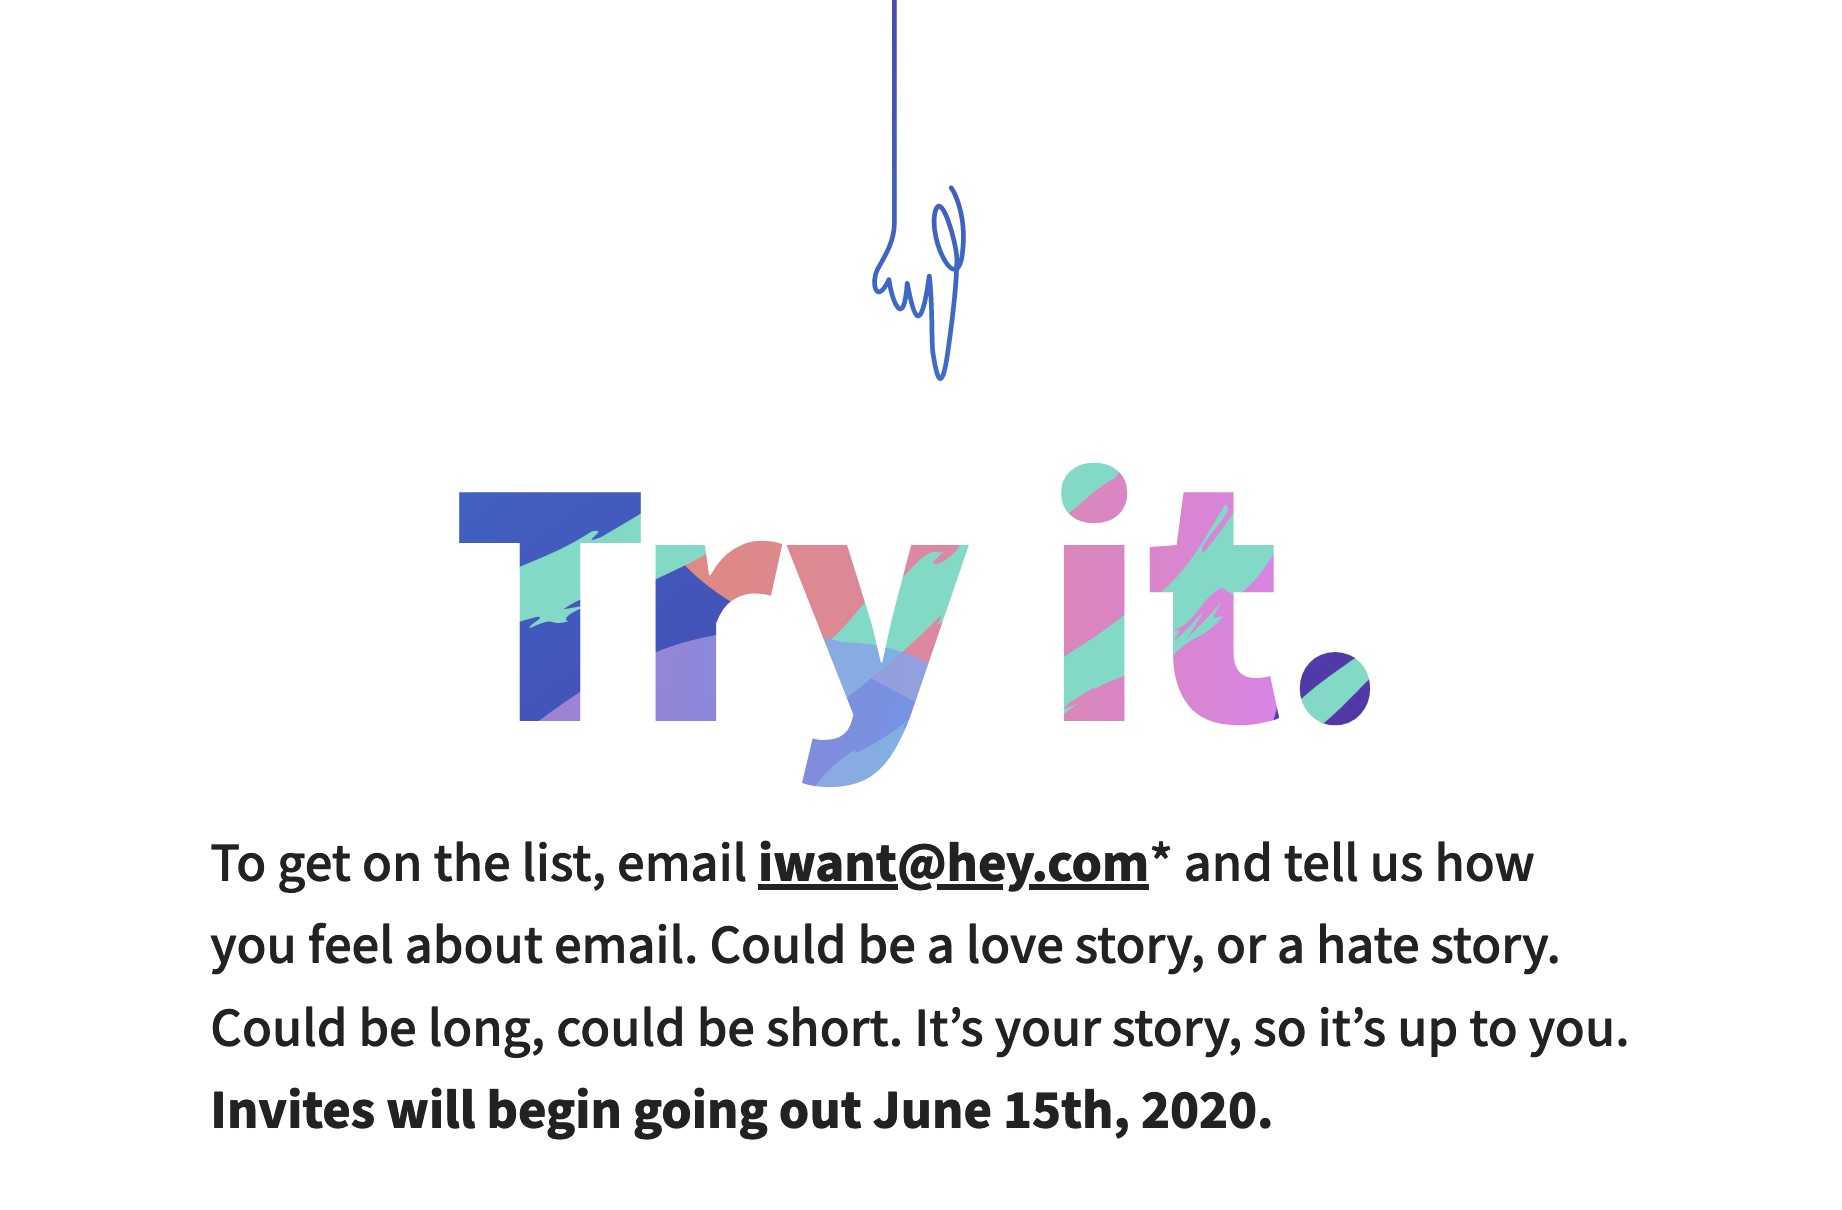 Try it.
To get on the list, email iwant@hey.com* and tell us how
you feel about email. Could be a love story, or a hate story.
Could be long, could be short. It’s your story, so it’s up to you.
Invites will begin going out June 15th, 2020.